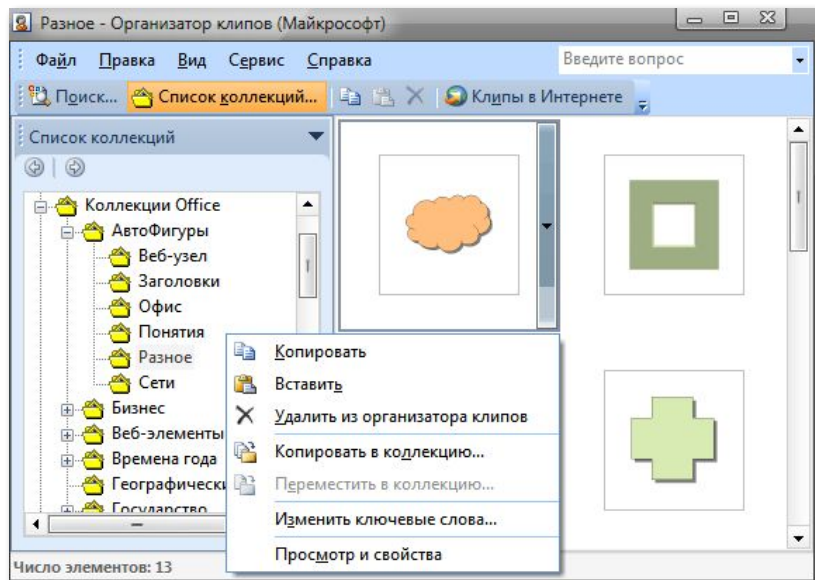 Разное - Организатор клипов (Майкрософт)
Файл Правка Вид Сервис Справка Введите вопрос
Поиск... Список коллекций... Клипы в Интернете
Список коллекций
Коллекции Office
АвтоФигуры
Веб-узел
Заголовки
Офис
Понятия
Разное
Сети
Бизнес
Веб-элементы
Времена года
Географически
Государство
Копировать
Вставить
Удалить из организатора клипов
Копировать в коллекцию...
Переместить в коллекцию...
Изменить ключевые слова...
Просмотр и свойства
Число элементов: 13